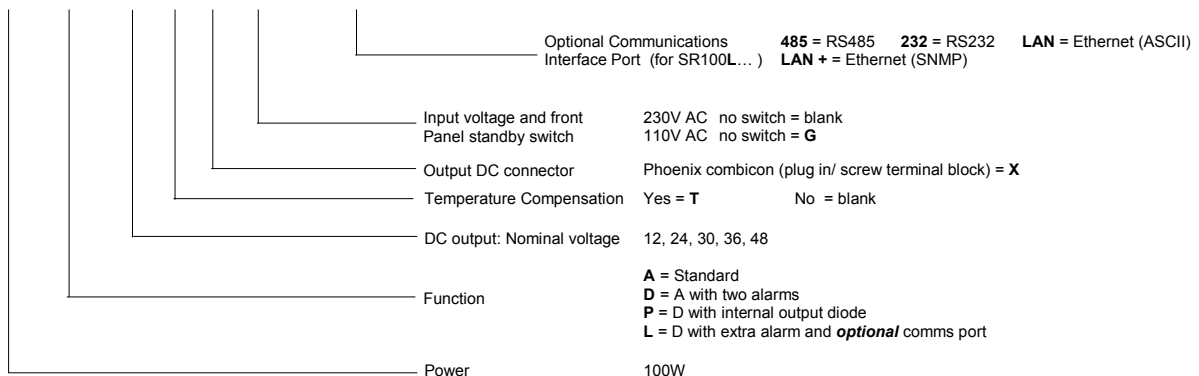 Optional Communications 485 = RS485 232 = RS232 LAN = Ethernet (ASCII)
Interface Port (for SR100L… ) LAN + = Ethernet (SNMP)
Input voltage and front 230V AC no switch = blank
Panel standby switch 110V AC no switch = G
Output DC connector Phoenix combicon (plug in/ screw terminal block) = X
Temperature Compensation Yes = T No = blank
DC output: Nominal voltage 12, 24, 30, 36, 48
A = Standard
Function D = A with two alarms
P = D with internal output diode
L = D with extra alarm and optional comms port
Power 100W